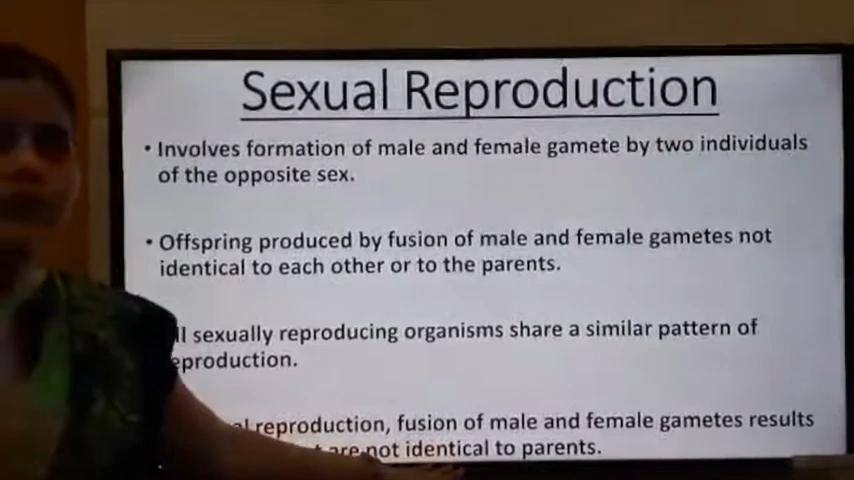 Sexual Reproduction
• Involves formation of male and female gamete by two individuals
of the opposite sex.
• Offspring produced by fusion of male and female gametes not
identical to each other or to the parents.
sexually reproducing organisms share a similar pattern of
reproduction.
reproduction, fusion of male and female gametes results
are not identical to parents.